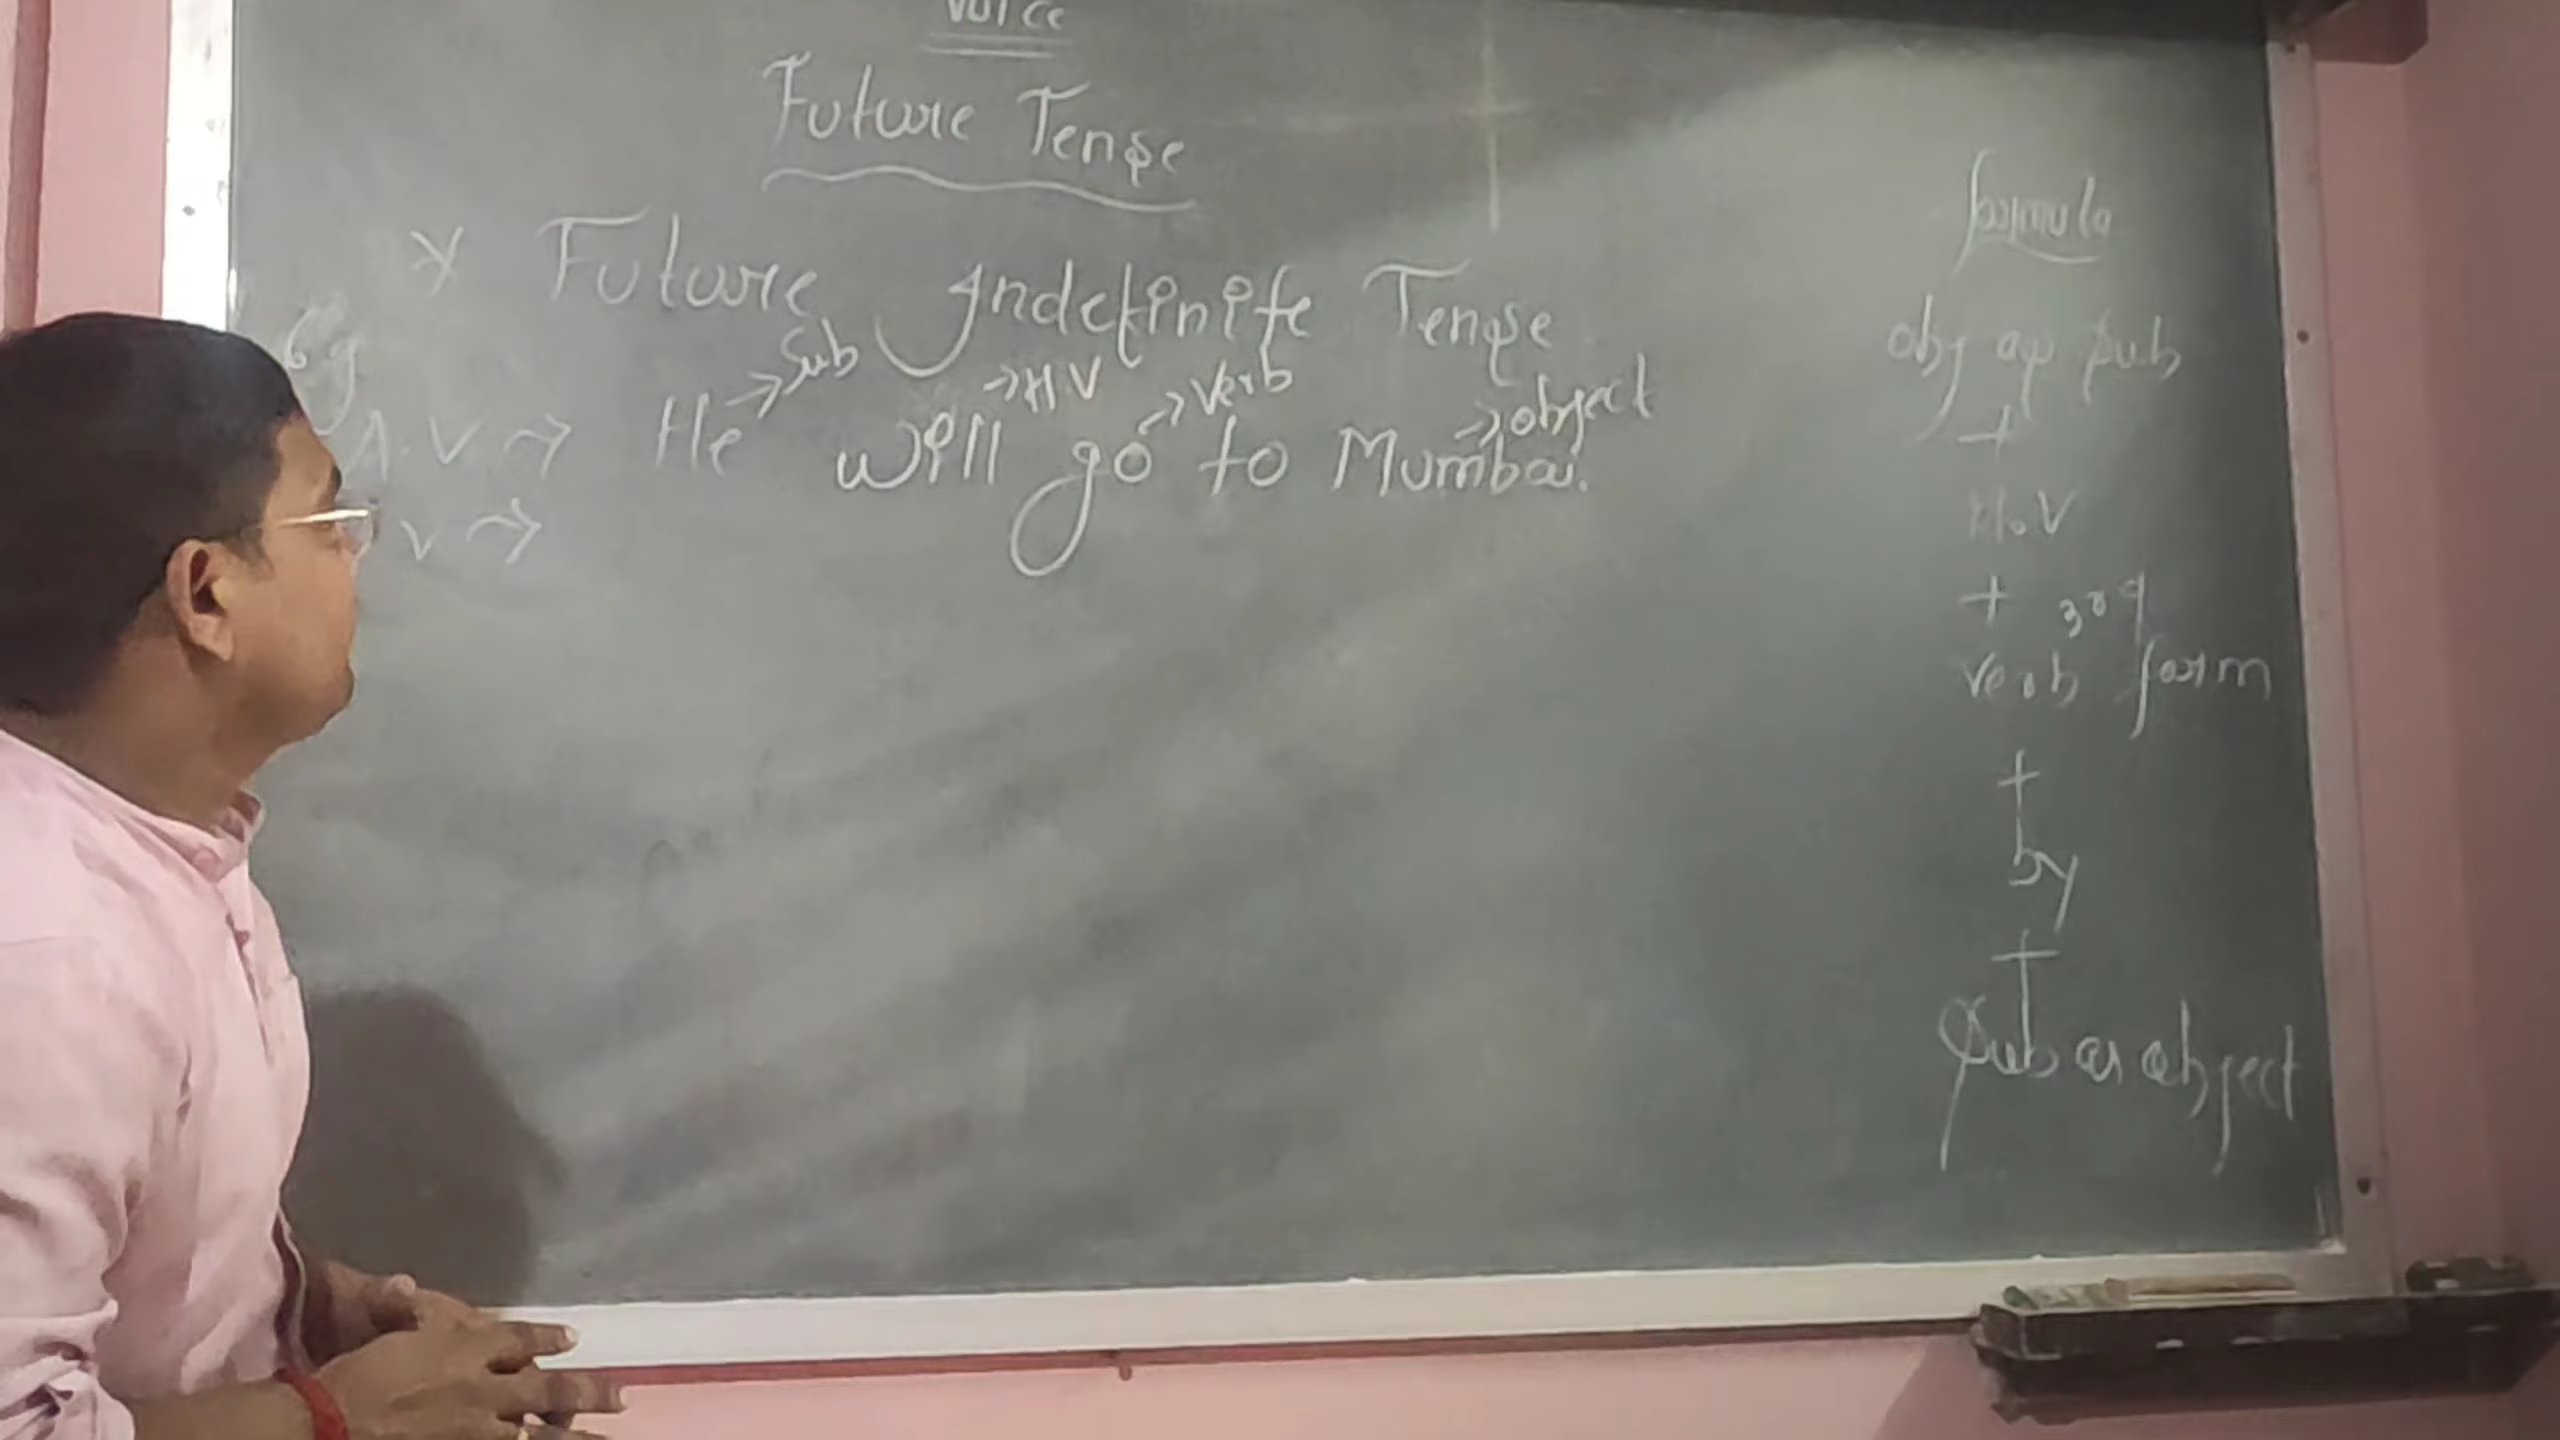 Voice
Future Tense
x Future Indefinite Tense
Eg
A.V → He →Sub will →H V go →Verb to Mumbai. →object
V →
formula
obj as sub
+
H.V
+ 3rd
verb form
+
by
+
Sub as object